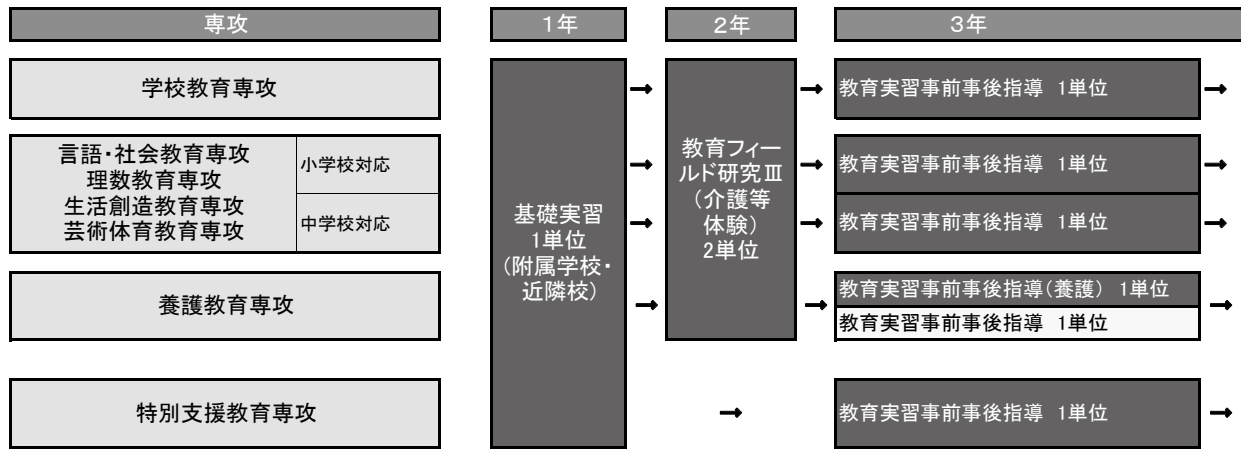 専攻
1年
2年
3年
学校教育専攻
言語・社会教育専攻
理数教育専攻
生活創造教育専攻
芸術体育教育専攻
小学校対応
中学校対応
養護教育専攻
特別支援教育専攻
基礎実習
1単位
(附属学校・
近隣校)
教育フィー
ルド研究Ⅲ
(介護等
体験)
2単位
教育実習事前事後指導 1単位
教育実習事前事後指導 1単位
教育実習事前事後指導 1単位
教育実習事前事後指導(養護) 1単位
教育実習事前事後指導 1単位
教育実習事前事後指導 1単位